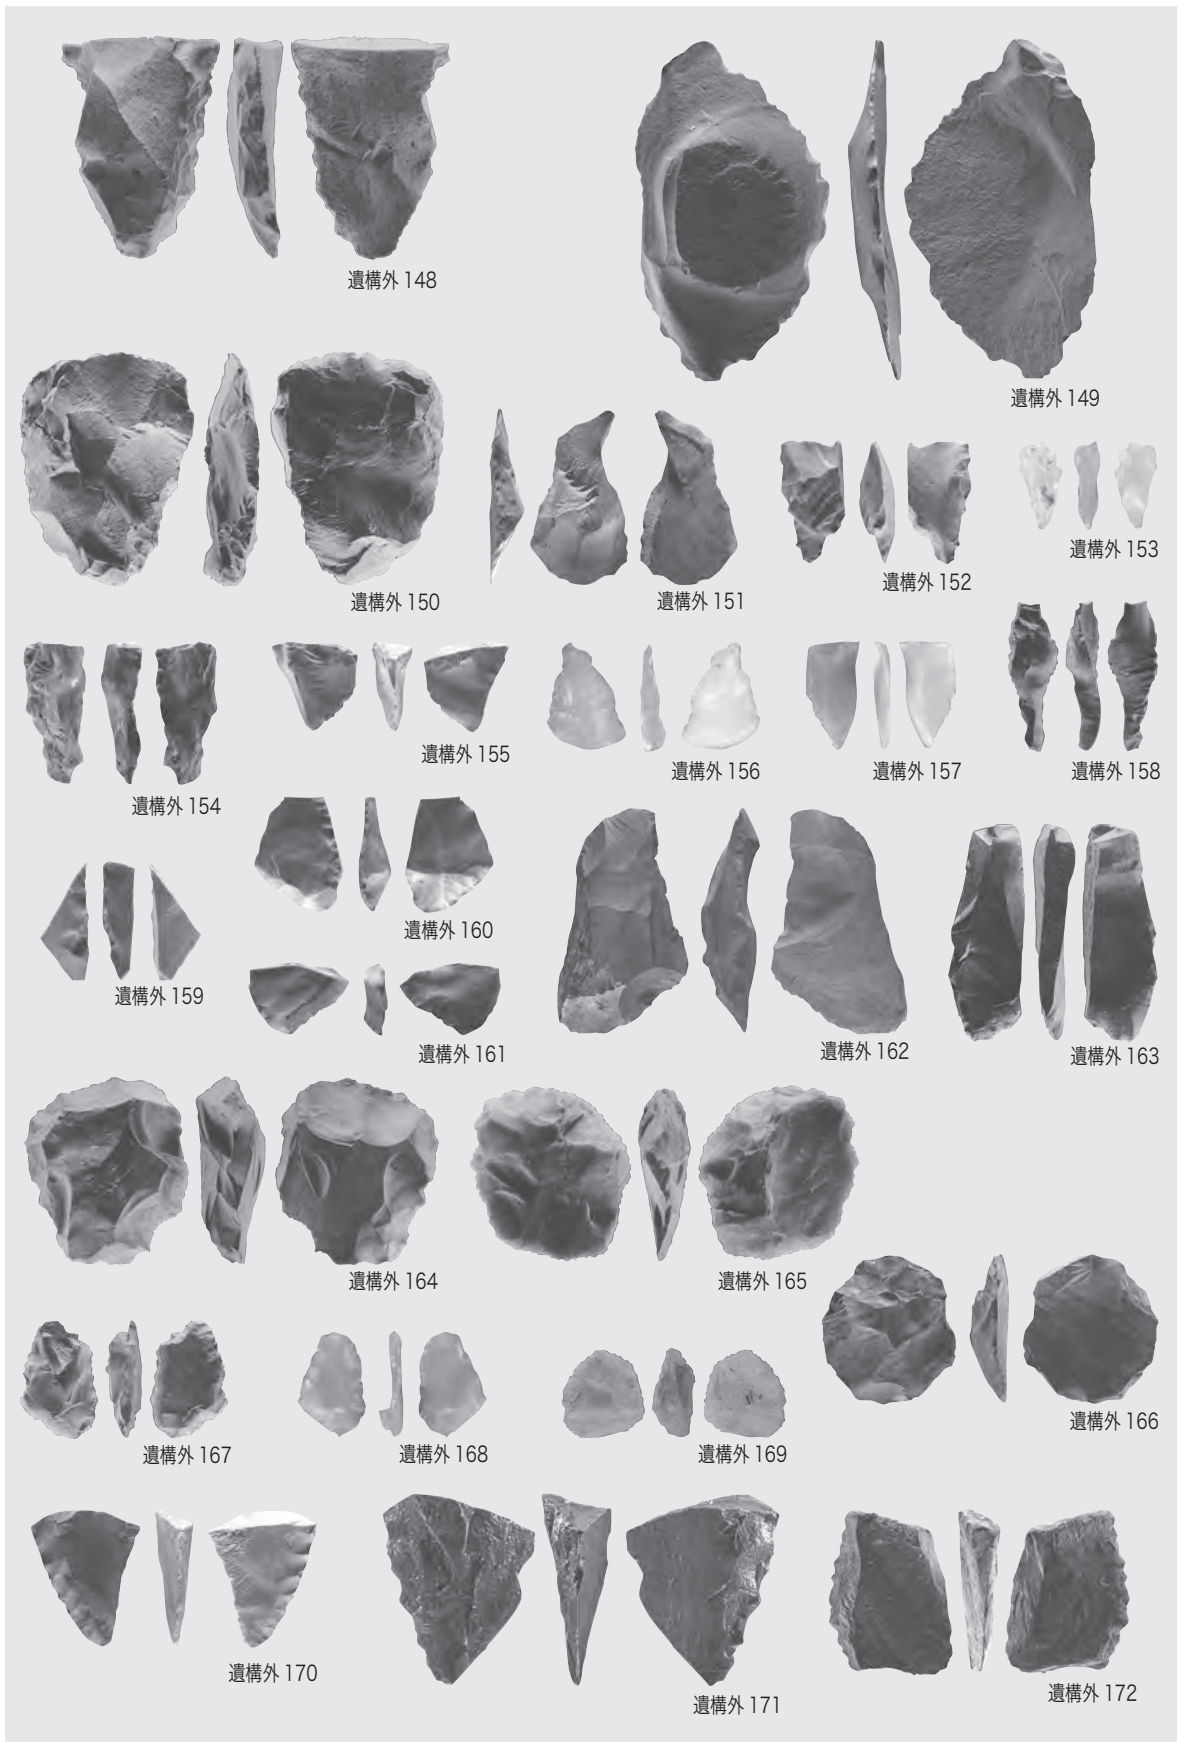 遺構外 148
遺構外 149
遺構外 150
遺構外 151
遺構外 152
遺構外 153
遺構外 154
遺構外 155
遺構外 156
遺構外 157
遺構外 158
遺構外 159
遺構外 160
遺構外 161
遺構外 162
遺構外 163
遺構外 164
遺構外 165
遺構外 166
遺構外 167
遺構外 168
遺構外 169
遺構外 170
遺構外 171
遺構外 172